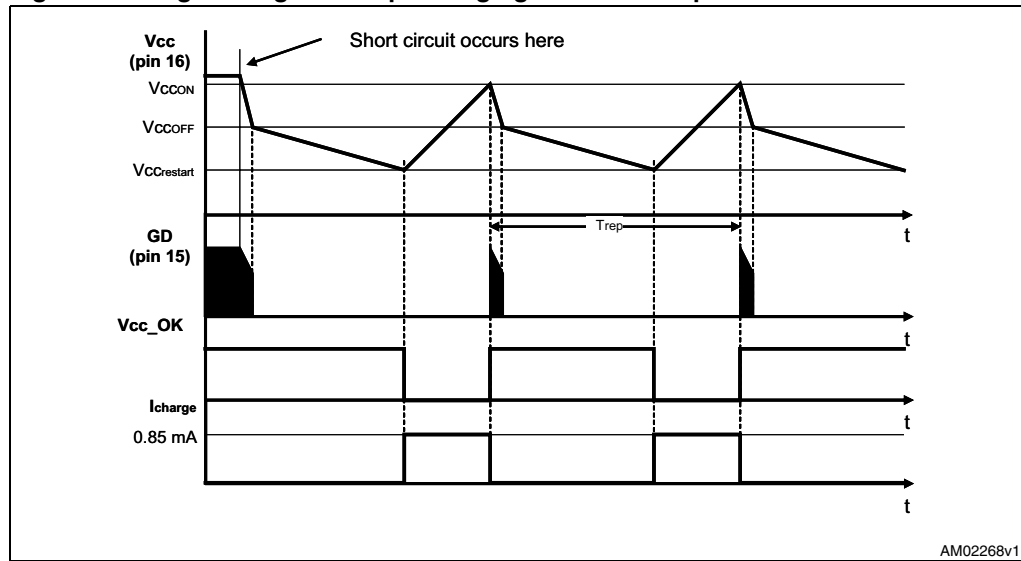 Vcc
(pin 16)
Short circuit occurs here
VCCON
VCCOFF
VCCrestart
Trep
t
GD
(pin 15)
t
Vcc_OK
t
Icharge
0.85 mA
t
AM02268v1